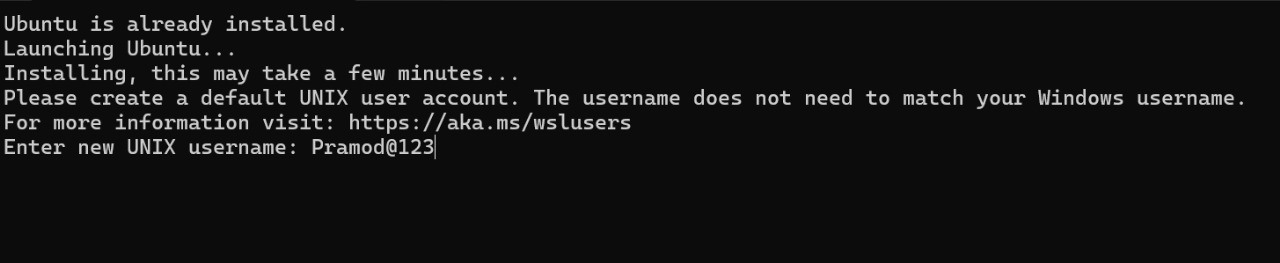 Ubuntu is already installed.
Launching Ubuntu...
Installing, this may take a few minutes...
Please create a default UNIX user account. The username does not need to match your Windows username.
For more information visit: https://aka.ms/wslusers
Enter new UNIX username: Pramod@123